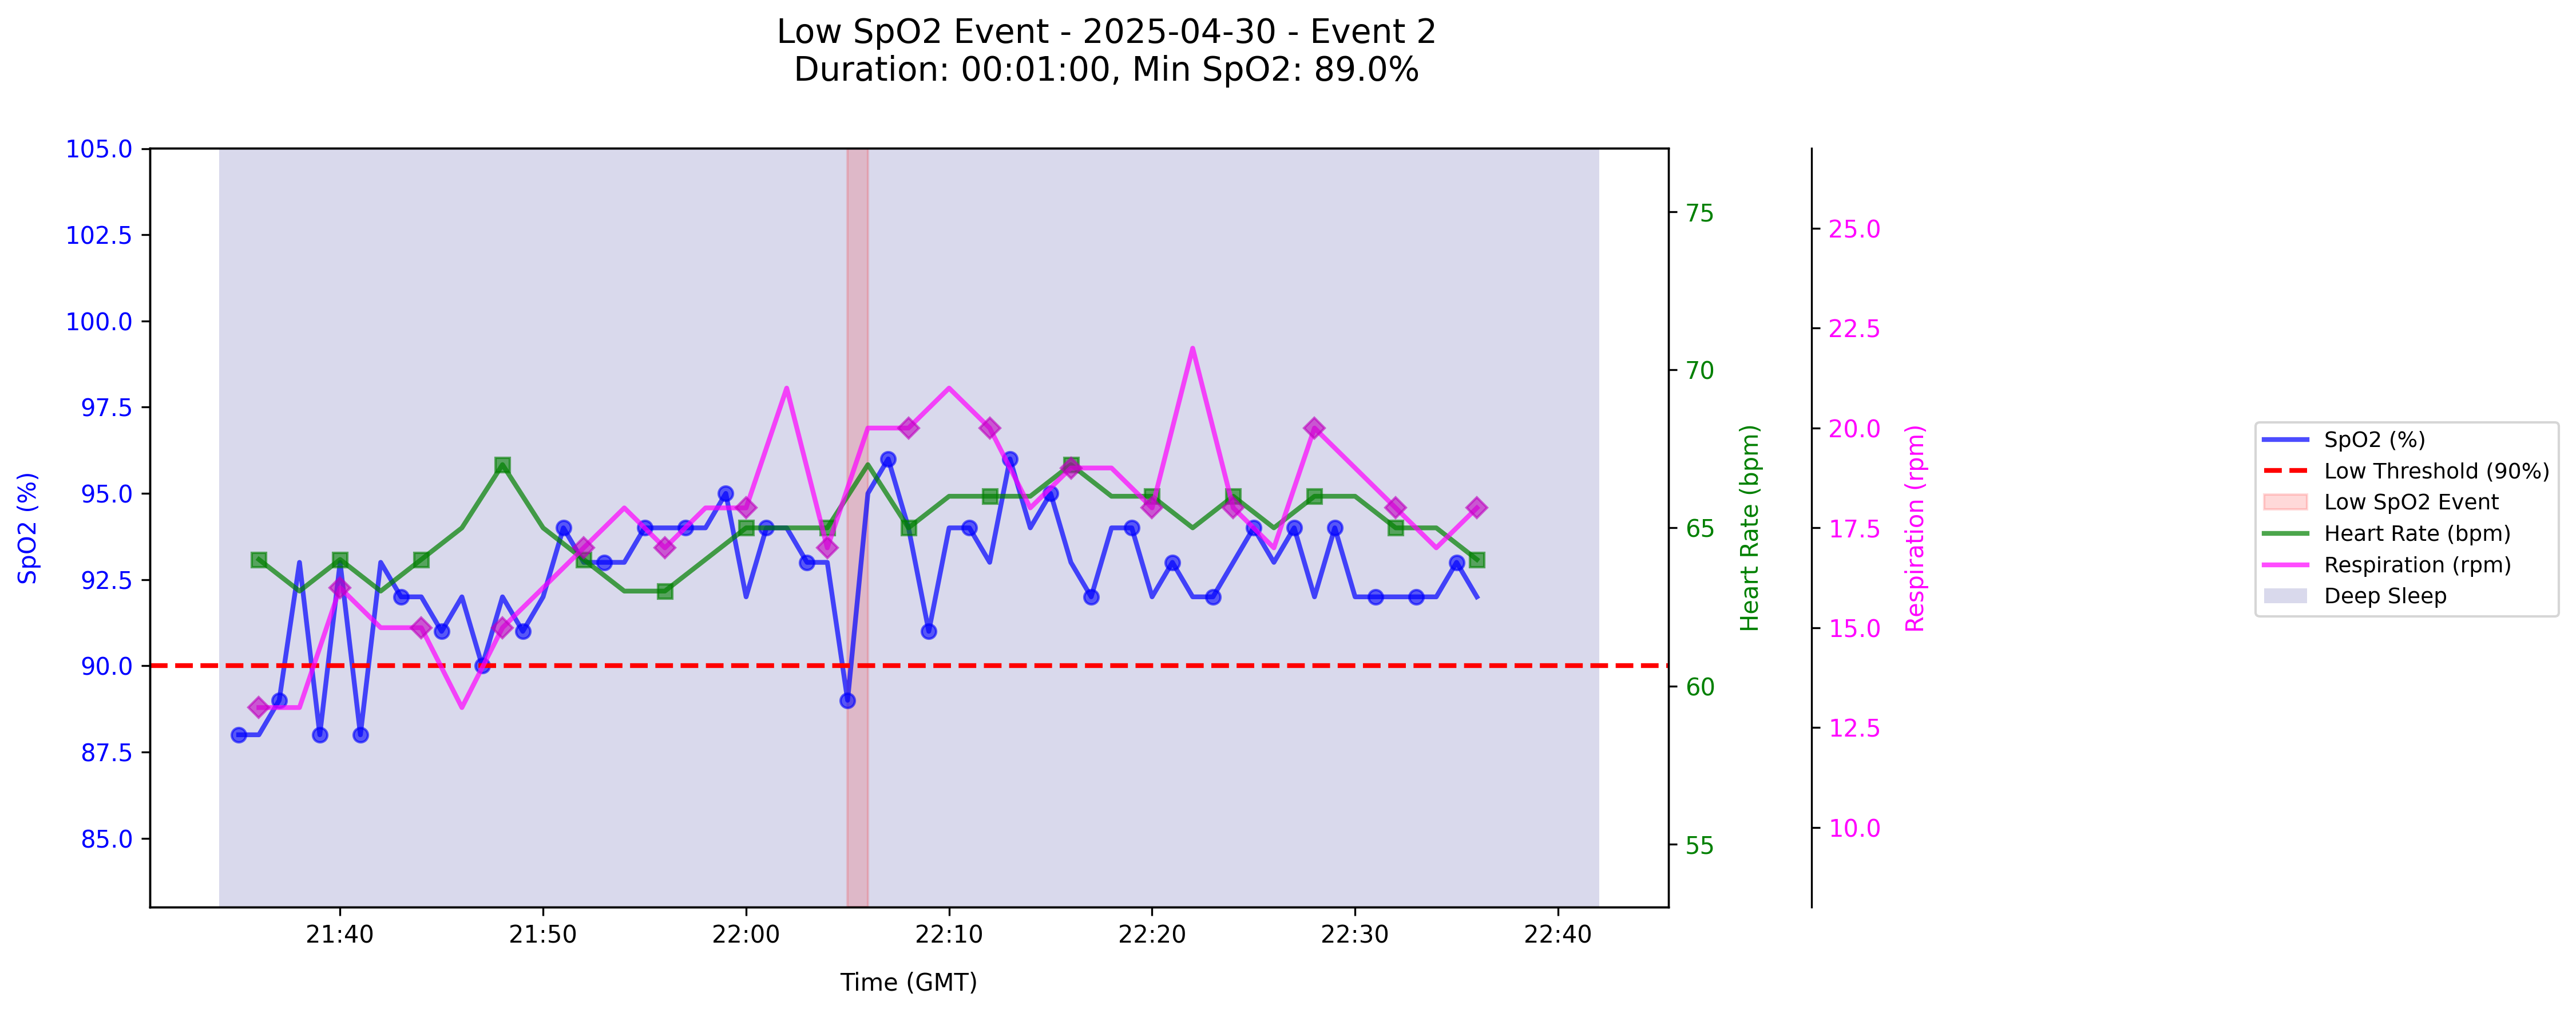 Low SpO2 Event - 2025-04-30 - Event 2
Duration: 00:01:00, Min SpO2: 89.0%
105.0
102.5
100.0
97.5
95.0
92.5
90.0
87.5
85.0
SpO2 (%)
75
70
65
60
55
Heart Rate (bpm)
25.0
22.5
20.0
17.5
15.0
12.5
10.0
Respiration (rpm)
SpO2 (%)
Low Threshold (90%)
Low SpO2 Event
Heart Rate (bpm)
Respiration (rpm)
Deep Sleep
21:40 21:50 22:00 22:10 22:20 22:30 22:40
Time (GMT)